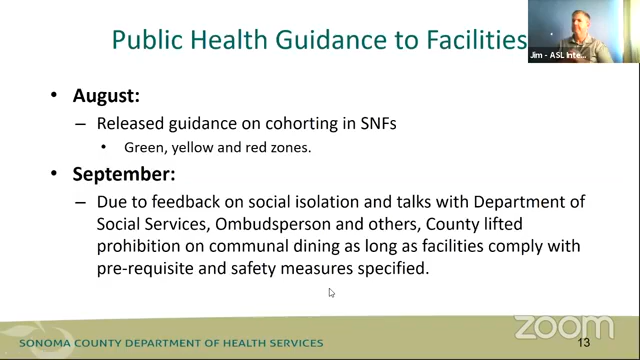 Public Health Guidance to Facilities
Jim - ASL Inte...
• August:
– Released guidance on cohorting in SNFs
• Green, yellow and red zones.
• September:
– Due to feedback on social isolation and talks with Department of
Social Services, Ombudsperson and others, County lifted
prohibition on communal dining as long as facilities comply with
pre-requisite and safety measures specified.
zoom
SONOMA COUNTY DEPARTMENT OF HEALTH SERVICES
13